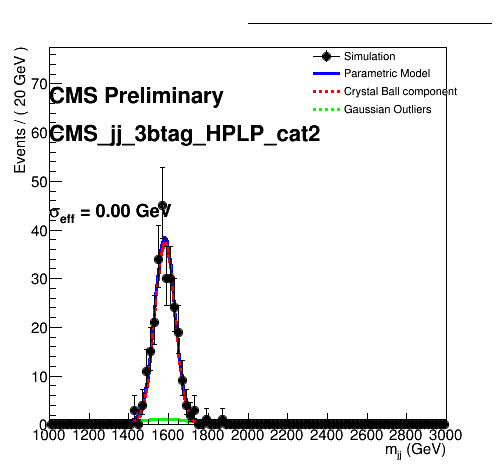 Simulation
Parametric Model
Crystal Ball component
Gaussian Outliers
CMS Preliminary
CMS_jj_3btag_HPLP_cat2
σeff = 0.00 GeV
Events / ( 20 GeV )
70
60
50
40
30
20
10
0
1000 1200 1400 1600 1800 2000 2200 2400 2600 2800 3000
mjj (GeV)